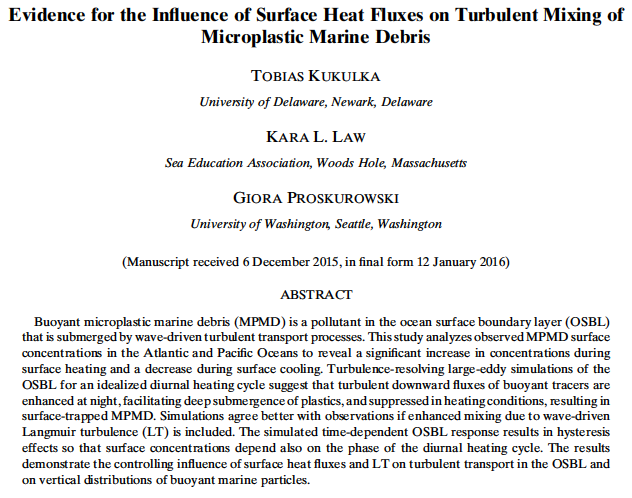 Evidence for the Influence of Surface Heat Fluxes on Turbulent Mixing of
Microplastic Marine Debris
TOBIAS KUKULKA
University of Delaware, Newark, Delaware
KARA L. LAW
Sea Education Association, Woods Hole, Massachusetts
GIORA PROSKUROWSKI
University of Washington, Seattle, Washington
(Manuscript received 6 December 2015, in final form 12 January 2016)
ABSTRACT
Buoyant microplastic marine debris (MPMD) is a pollutant in the ocean surface boundary layer (OSBL)
that is submerged by wave-driven turbulent transport processes. This study analyzes observed MPMD surface
concentrations in the Atlantic and Pacific Oceans to reveal a significant increase in concentrations during
surface heating and a decrease during surface cooling. Turbulence-resolving large-eddy simulations of the
OSBL for an idealized diurnal heating cycle suggest that turbulent downward fluxes of buoyant tracers are
enhanced at night, facilitating deep submergence of plastics, and suppressed in heating conditions, resulting in
surface-trapped MPMD. Simulations agree better with observations if enhanced mixing due to wave-driven
Langmuir turbulence (LT) is included. The simulated time-dependent OSBL response results in hysteresis
effects so that surface concentrations depend also on the phase of the diurnal heating cycle. The results
demonstrate the controlling influence of surface heat fluxes and LT on turbulent transport in the OSBL and
on vertical distributions of buoyant marine particles.